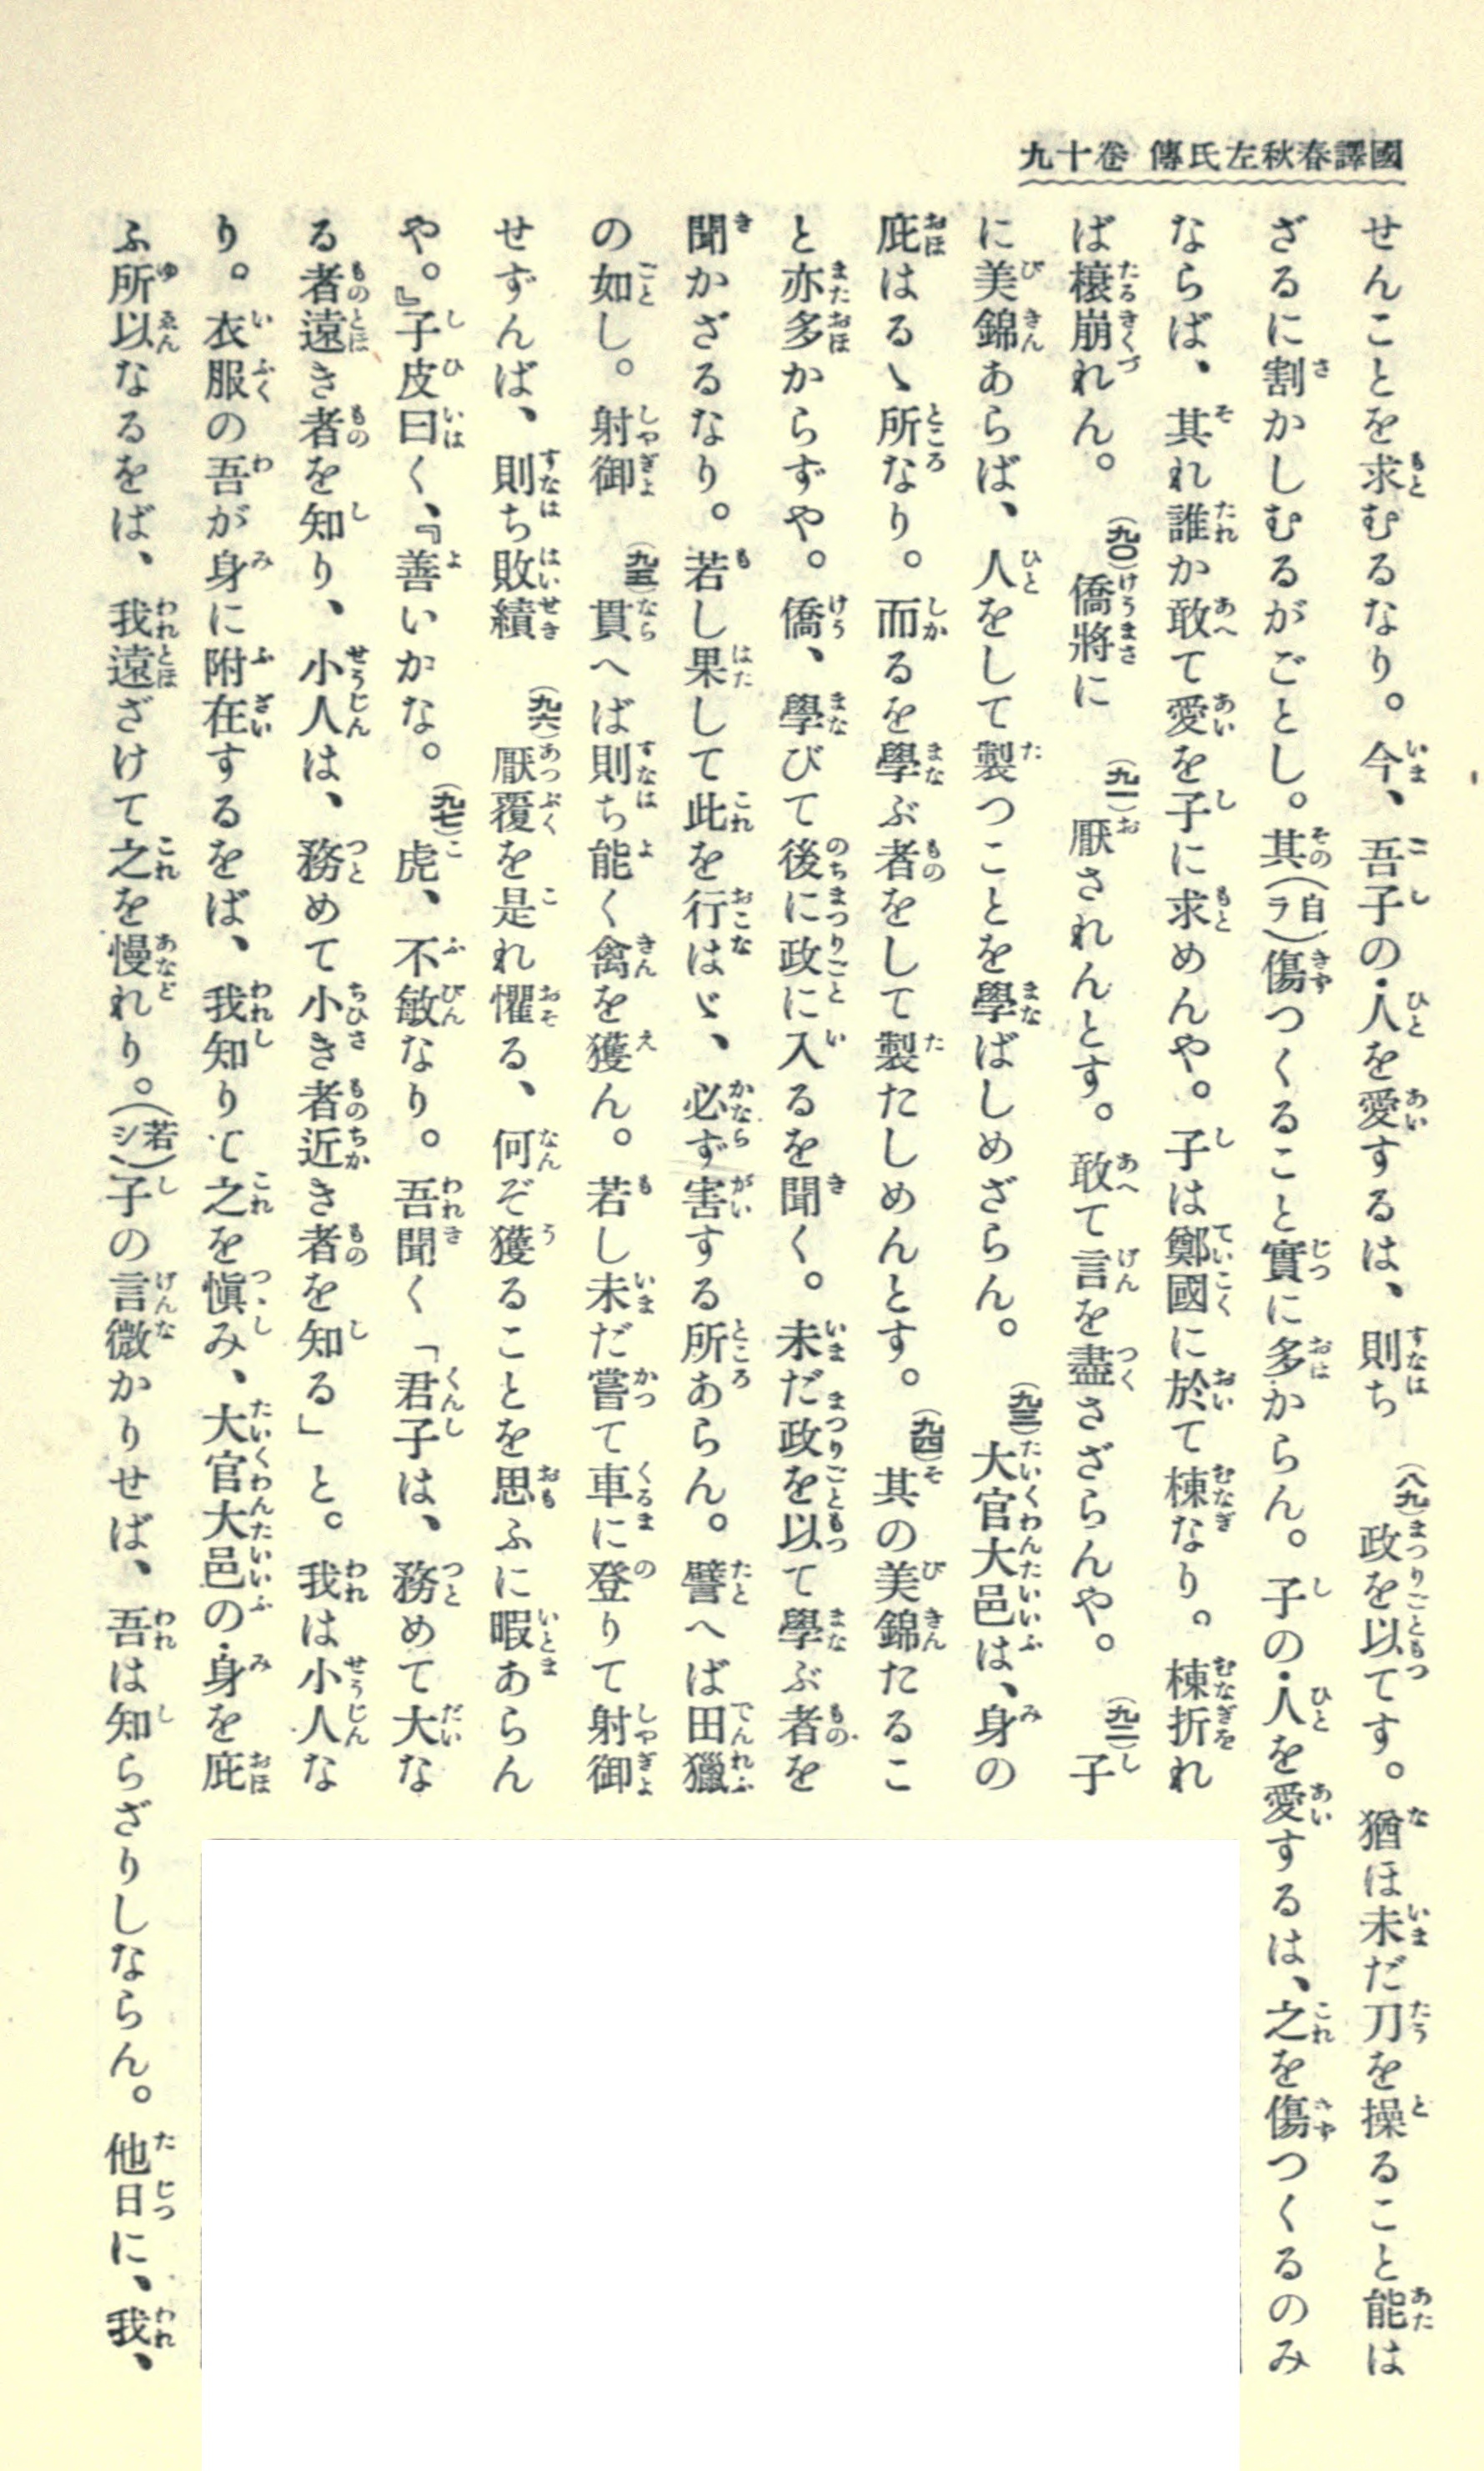 國譯春秋左氏傳 卷十九
せんことを求むるなり。今、吾子の・人を愛するは、則ち(八九)政を以てす。猶ほ未だ刀を操ること能は
ざるに割かしむるがごとし。其(自ラ)傷つくること實に多からん。子の・人を愛するは、之を傷つくるのみ
ならば、其れ誰か敢て愛を子に求めんや。子は鄭國に於て棟なり。棟折れ
ば榱崩れん。(九〇)僑將に(九一)厭されんとす。敢て言を盡さざらんや。(九二)子
に美錦あらば、人をして製つことを學ばしめざらん。(九三)大官大邑は、身の
庇はるゝ所なり。而るを學ぶ者をして製たしめんとす。(九四)其の美錦たるこ
と亦多からずや。僑、學びて後に政に入るを聞く。未だ政を以て學ぶ者を
聞かざるなり。若し果して此を行はゞ、必ず害する所あらん。譬へば田獵
の如し。射御(九五)貫へば則ち能く禽を獲ん。若し未だ嘗て車に登りて射御
せずんば、則ち敗績(九六)厭覆を是れ懼る、何ぞ獲ることを思ふに暇あらん
や。』子皮曰く、『善いかな。(九七)虎、不敏なり。吾聞く「君子は、務めて大な
る者遠き者を知り、小人は、務めて小き者近き者を知る」と。我は小人な
り。衣服の吾が身に附在するをば、我知りて之を愼み、大官大邑の・身を庇
ふ所以なるをば、我遠ざけて之を慢れり。(若シ)子の言微かりせば、吾は知らざりしならん。他日に、我、